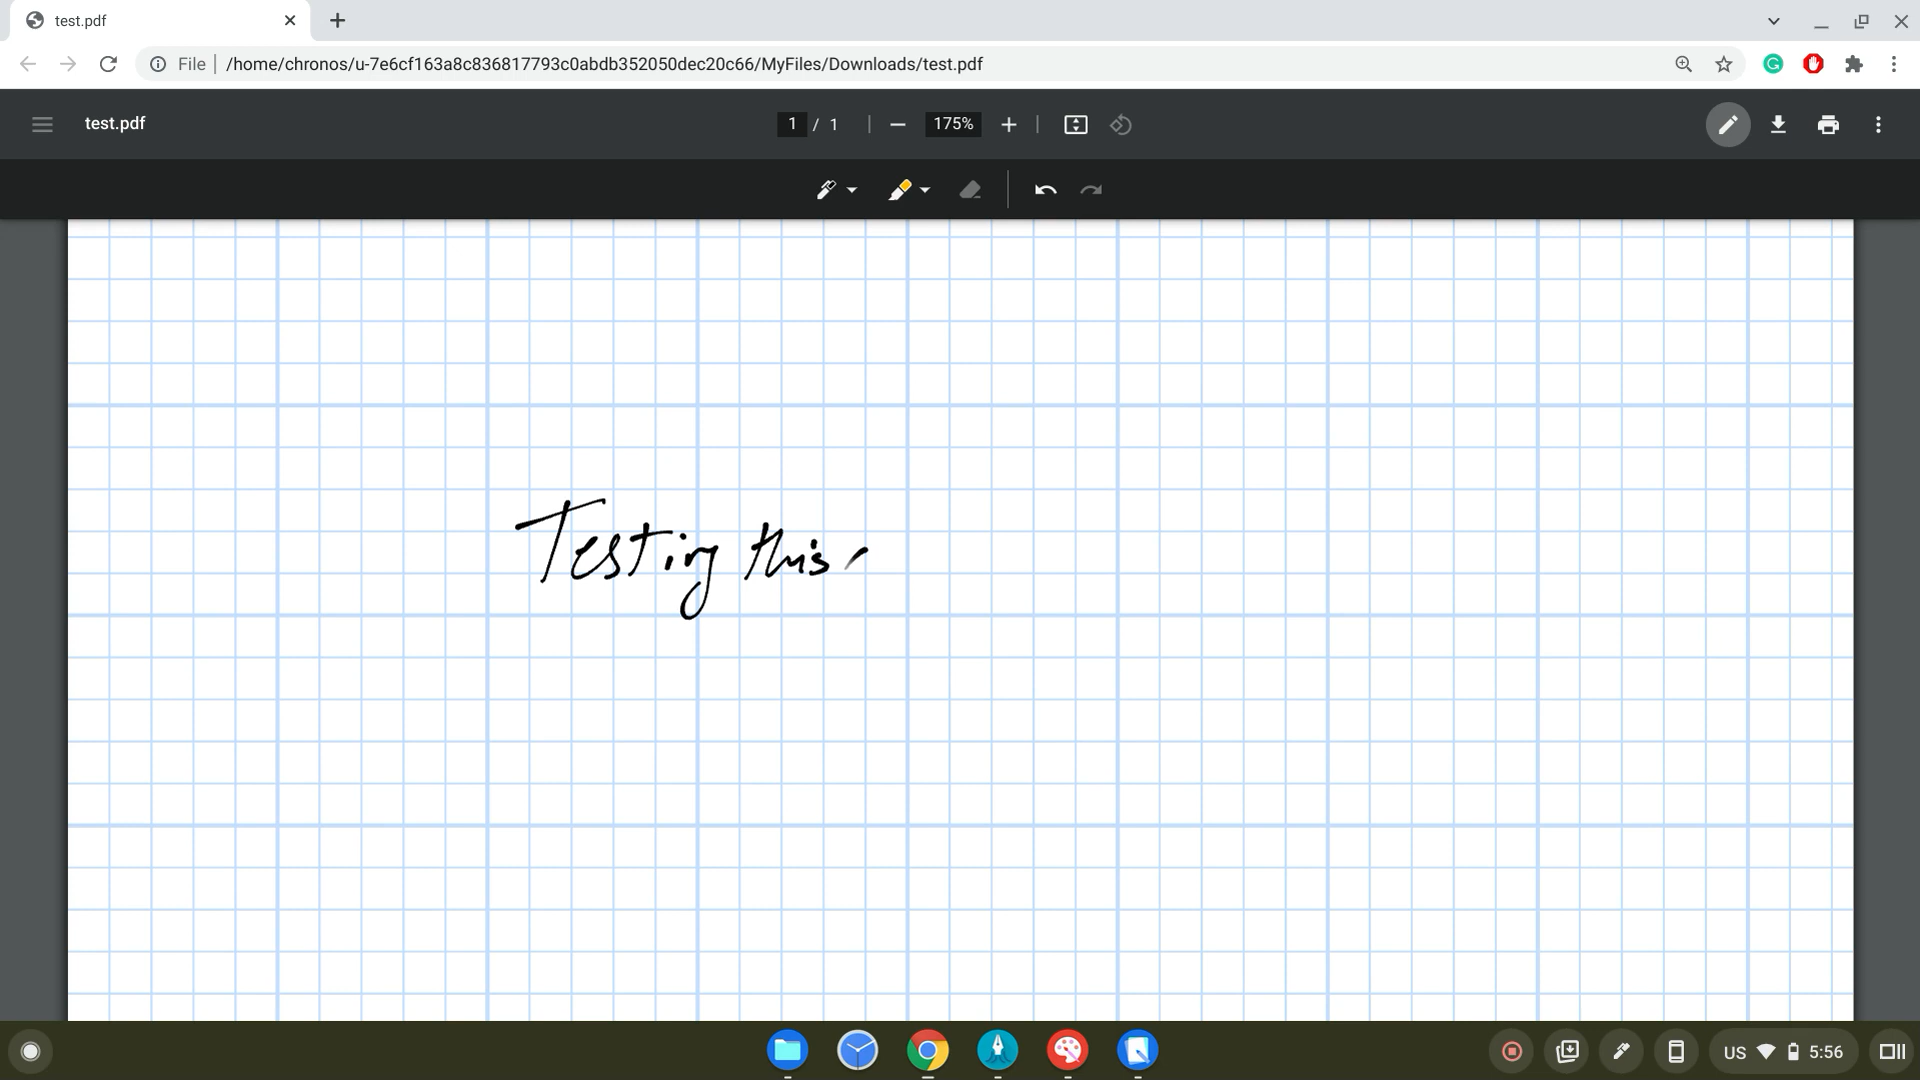 test.pdf
File /home/chronos/u-7e6cf163a8c836817793c0abdb352050dec20c66/MyFiles/Downloads/test.pdf
test.pdf 1 / 1 175%
Testing this
US 5:56